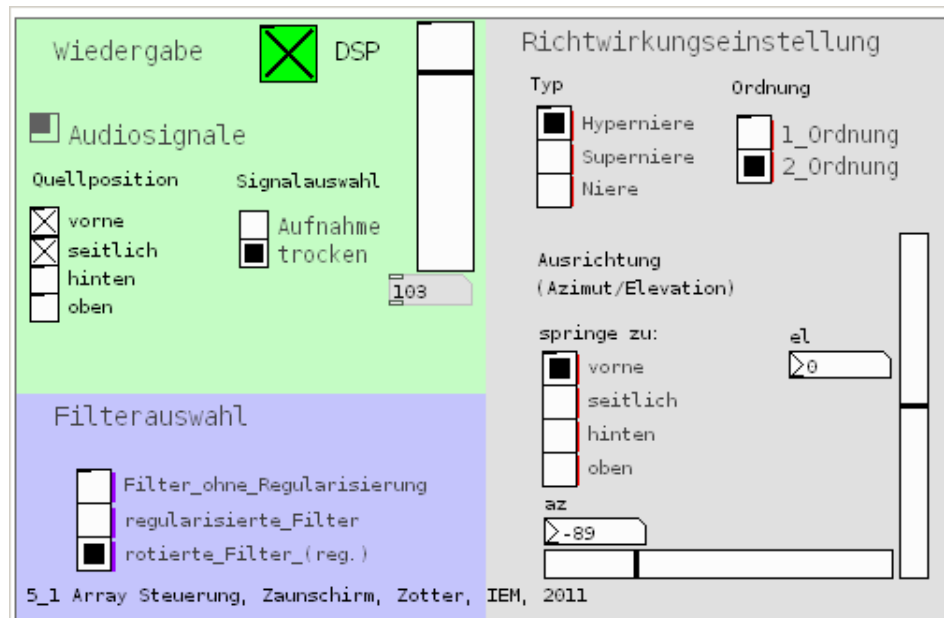 Wiedergabe
DSP
Audiosignale
Quellposition
vorne
seitlich
hinten
oben
Signalauswahl
Aufnahme
trocken
103
Richtwirkungseinstellung
Typ
Hyperniere
Superniere
Niere
Ordnung
1_Ordnung
2_Ordnung
Ausrichtung
(Azimut/Elevation)
springe zu:
vorne
seitlich
hinten
oben
el
0
az
-89
Filterauswahl
Filter_ohne_Regularisierung
regularisierte_Filter
rotierte_Filter_(reg.)
5_1 Array Steuerung, Zaunschirm, Zotter, IEM, 2011